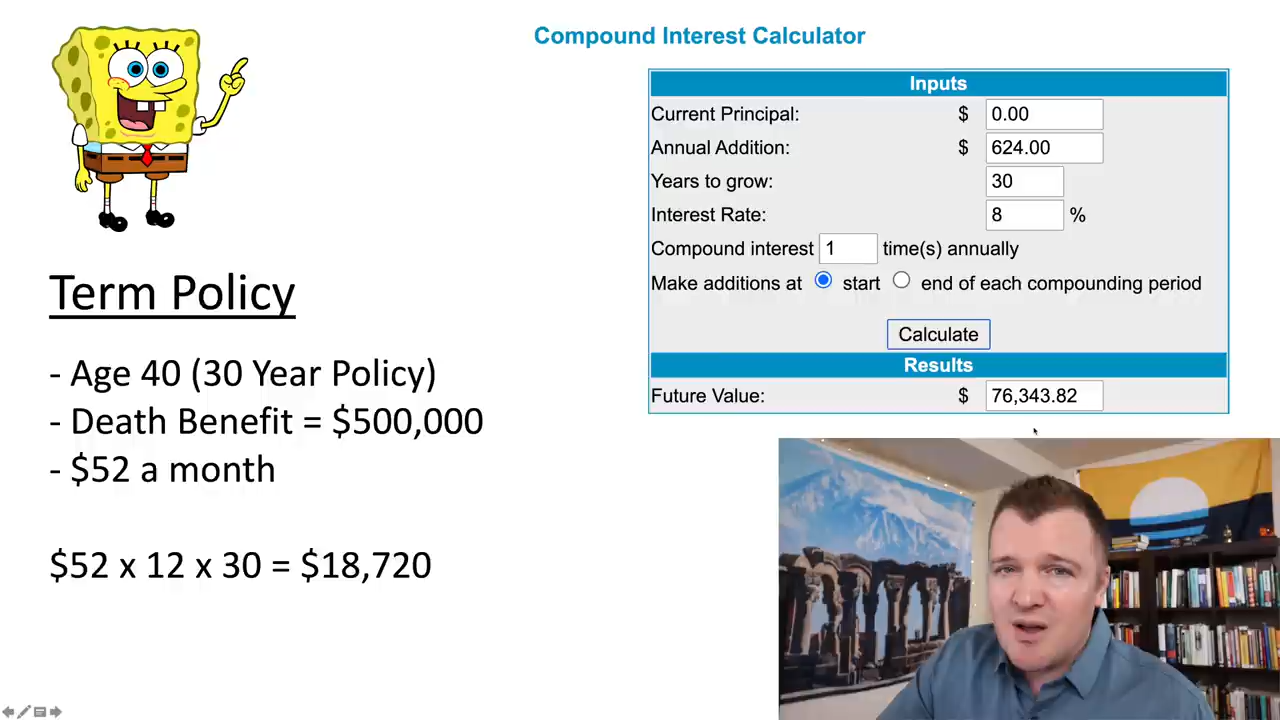 Compound Interest Calculator
Inputs
Current Principal: $ 0.00
Annual Addition: $ 624.00
Years to grow: 30
Interest Rate: 8 %
Compound interest 1 time(s) annually
Make additions at start end of each compounding period
Calculate
Results
Future Value: $ 76,343.82
Term Policy
- Age 40 (30 Year Policy)
- Death Benefit = $500,000
- $52 a month
$52 x 12 x 30 = $18,720